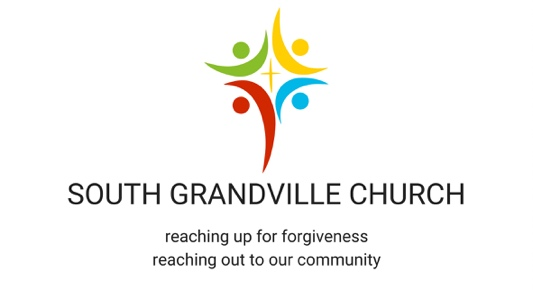 SOUTH GRANDVILLE CHURCH
reaching up for forgiveness
reaching out to our community